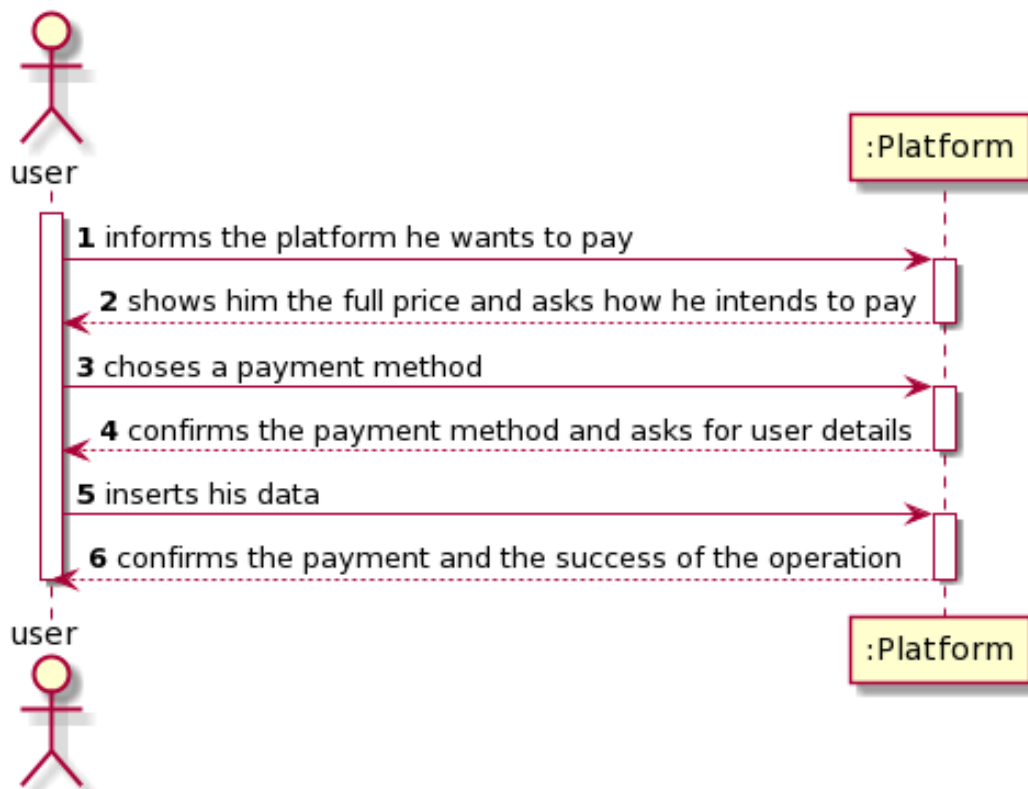 user
:Platform
1 informs the platform he wants to pay
2 shows him the full price and asks how he intends to pay
3 choses a payment method
4 confirms the payment method and asks for user details
5 inserts his data
6 confirms the payment and the success of the operation
user
:Platform